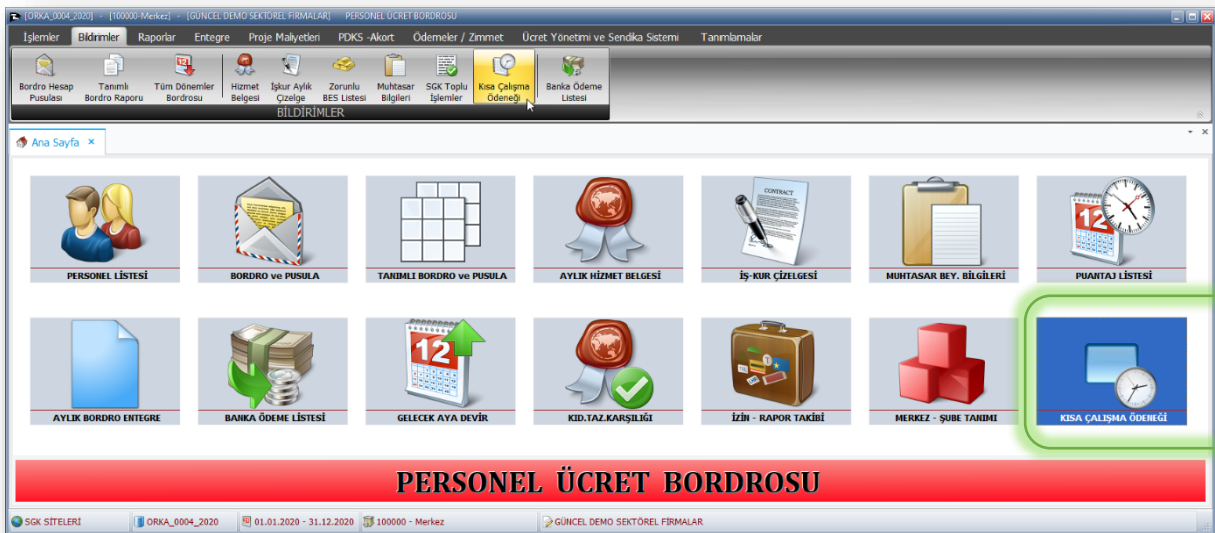 [ORKA_0004_2020] - [100000-Merkez] - [GÜNCEL DEMO SEKTÖREL FİRMALAR] PERSONEL ÜCRET BORDROSU
İşlemler Bildirimler Raporlar Entegre Proje Maliyetleri PDKS -Akort Ödemeler / Zimmet Ücret Yönetimi ve Sendika Sistemi Tanımlamalar
Bordro Hesap Pusulası
Tanımlı Bordro Raporu
Tüm Dönemler Bordrosu
Hizmet Belgesi
İşkur Aylık Çizelge
Zorunlu BES Listesi
Muhtasar Bilgileri
SGK Toplu İşlemler
Kısa Çalışma Ödeneği
Banka Ödeme Listesi
BİLDİRİMLER
Ana Sayfa
CONTRACT
12
PERSONEL LİSTESİ BORDRO ve PUSULA TANIMLI BORDRO ve PUSULA AYLIK HİZMET BELGESİ İŞ-KUR ÇİZELGESİ MUHTASAR BEY. BİLGİLERİ PUANTAJ LİSTESİ
12
AYLIK BORDRO ENTEGRE BANKA ÖDEME LİSTESİ GELECEK AYA DEVİR KID.TAZ.KARŞILIĞI İZİN - RAPOR TAKİBİ MERKEZ - ŞUBE TANIMI KISA ÇALIŞMA ÖDENEĞİ
PERSONEL ÜCRET BORDROSU
SGK SİTELERİ ORKA_0004_2020 01.01.2020 - 31.12.2020 100000 - Merkez GÜNCEL DEMO SEKTÖREL FİRMALAR